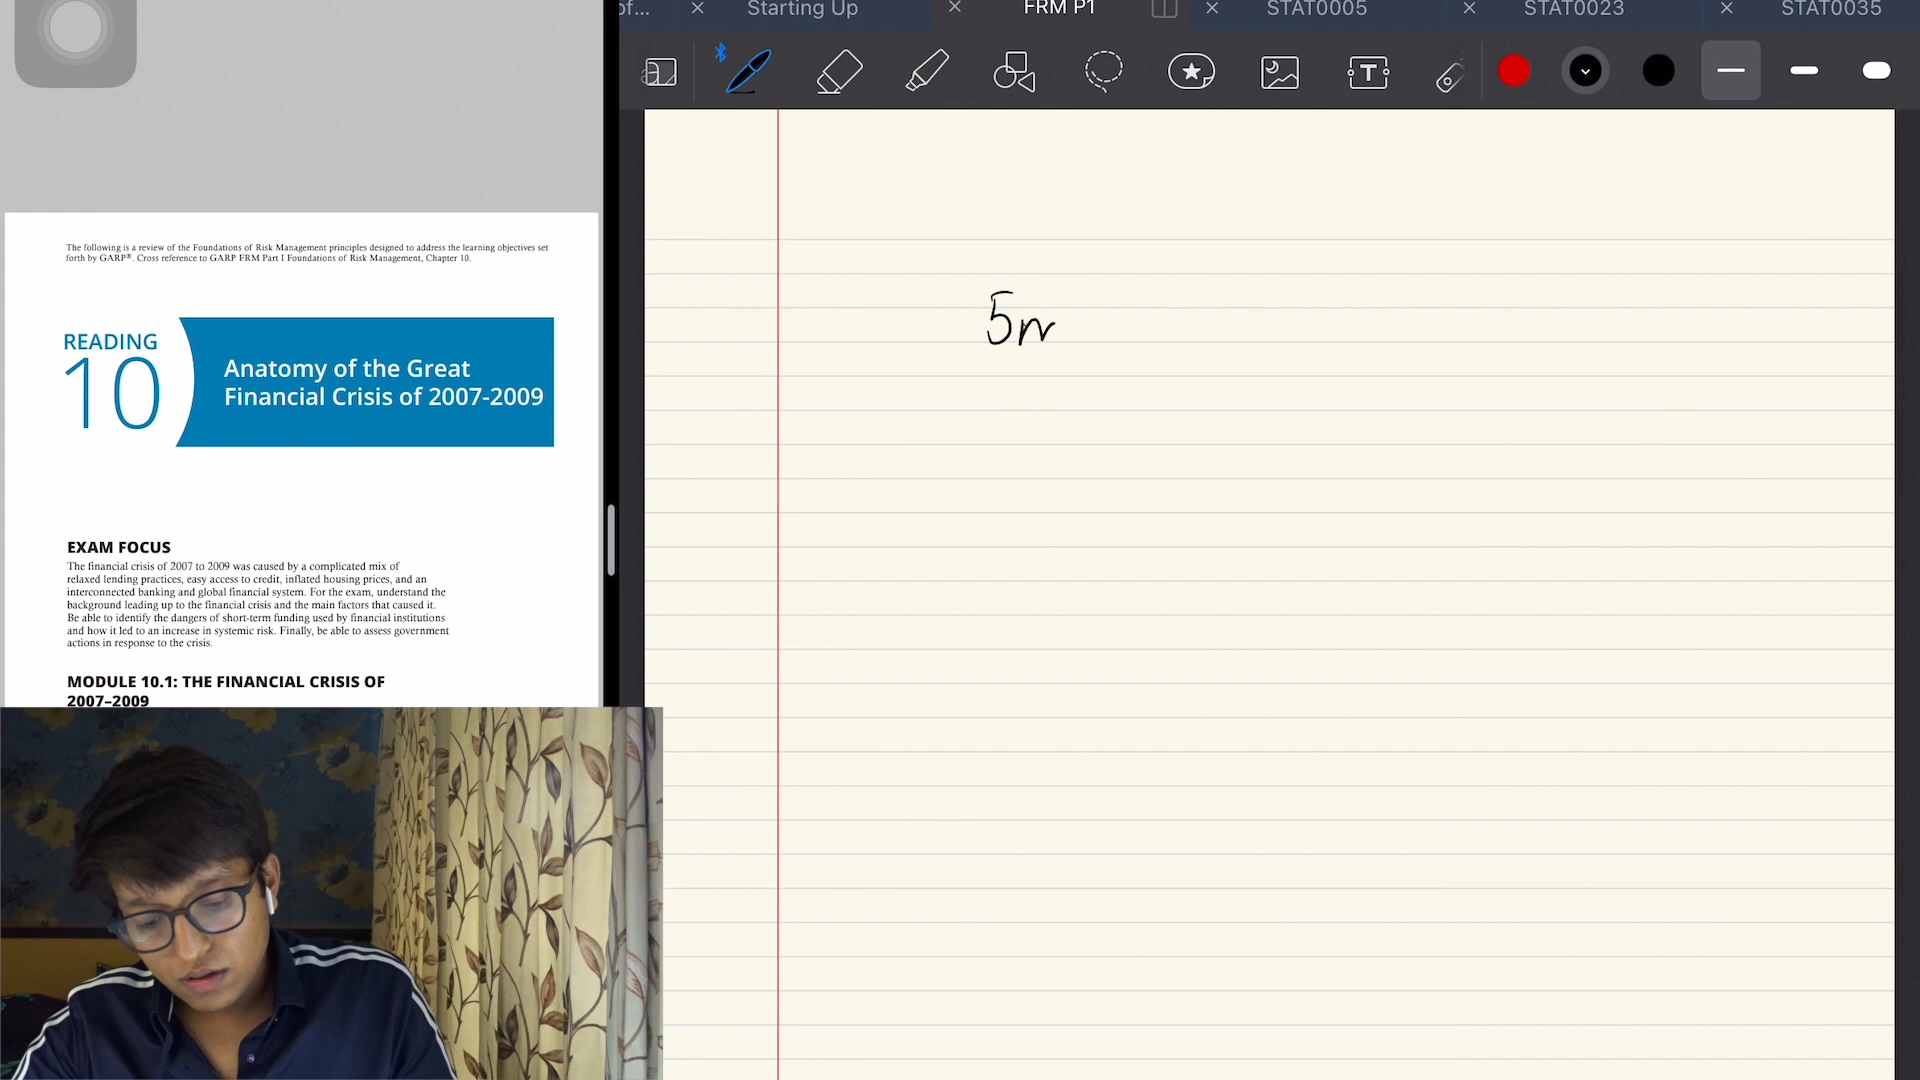 of...
Starting Up
FRM P1
STAT0005
STAT0023
STAT0035
T
The following is a review of the Foundations of Risk Management principles designed to address the learning objectives set
forth by GARP®. Cross reference to GARP FRM Part I Foundations of Risk Management, Chapter 10.
READING
10
Anatomy of the Great
Financial Crisis of 2007-2009
EXAM FOCUS
The financial crisis of 2007 to 2009 was caused by a complicated mix of
relaxed lending practices, easy access to credit, inflated housing prices, and an
interconnected banking and global financial system. For the exam, understand the
background leading up to the financial crisis and the main factors that caused it.
Be able to identify the dangers of short-term funding used by financial institutions
and how it led to an increase in systemic risk. Finally, be able to assess government
actions in response to the crisis.
MODULE 10.1: THE FINANCIAL CRISIS OF
2007–2009
5m